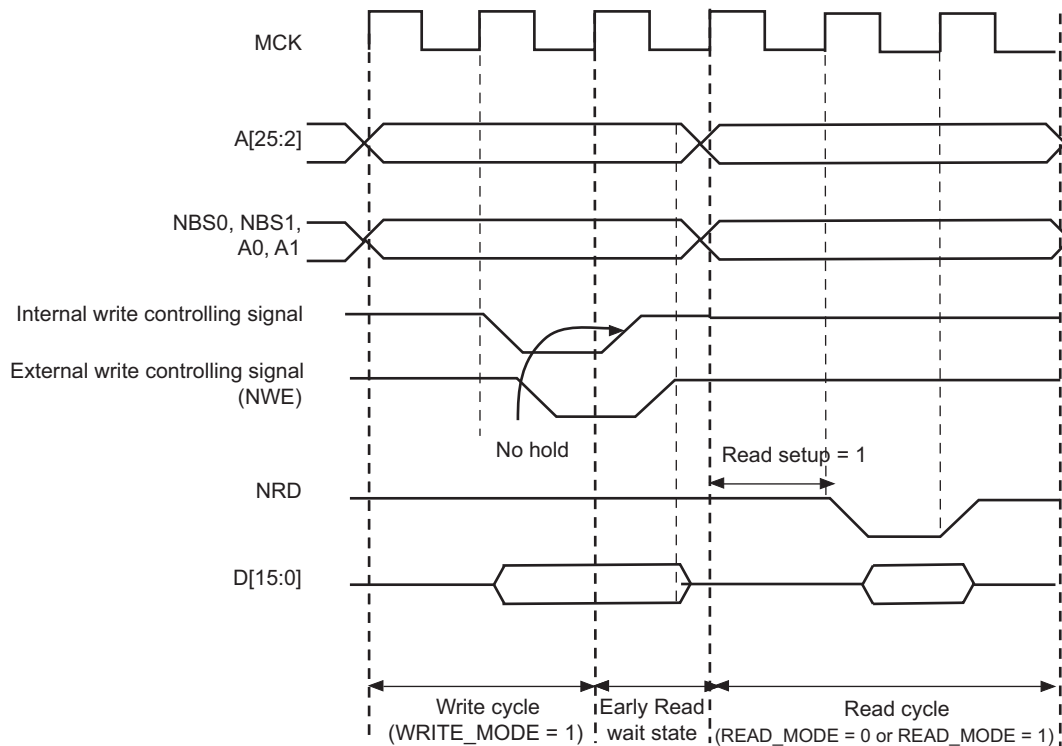 MCK
A[25:2]
NBS0, NBS1,
A0, A1
Internal write controlling signal
External write controlling signal
(NWE)
No hold
Read setup = 1
NRD
D[15:0]
Write cycle
(WRITE_MODE = 1)
Early Read
wait state
Read cycle
(READ_MODE = 0 or READ_MODE = 1)